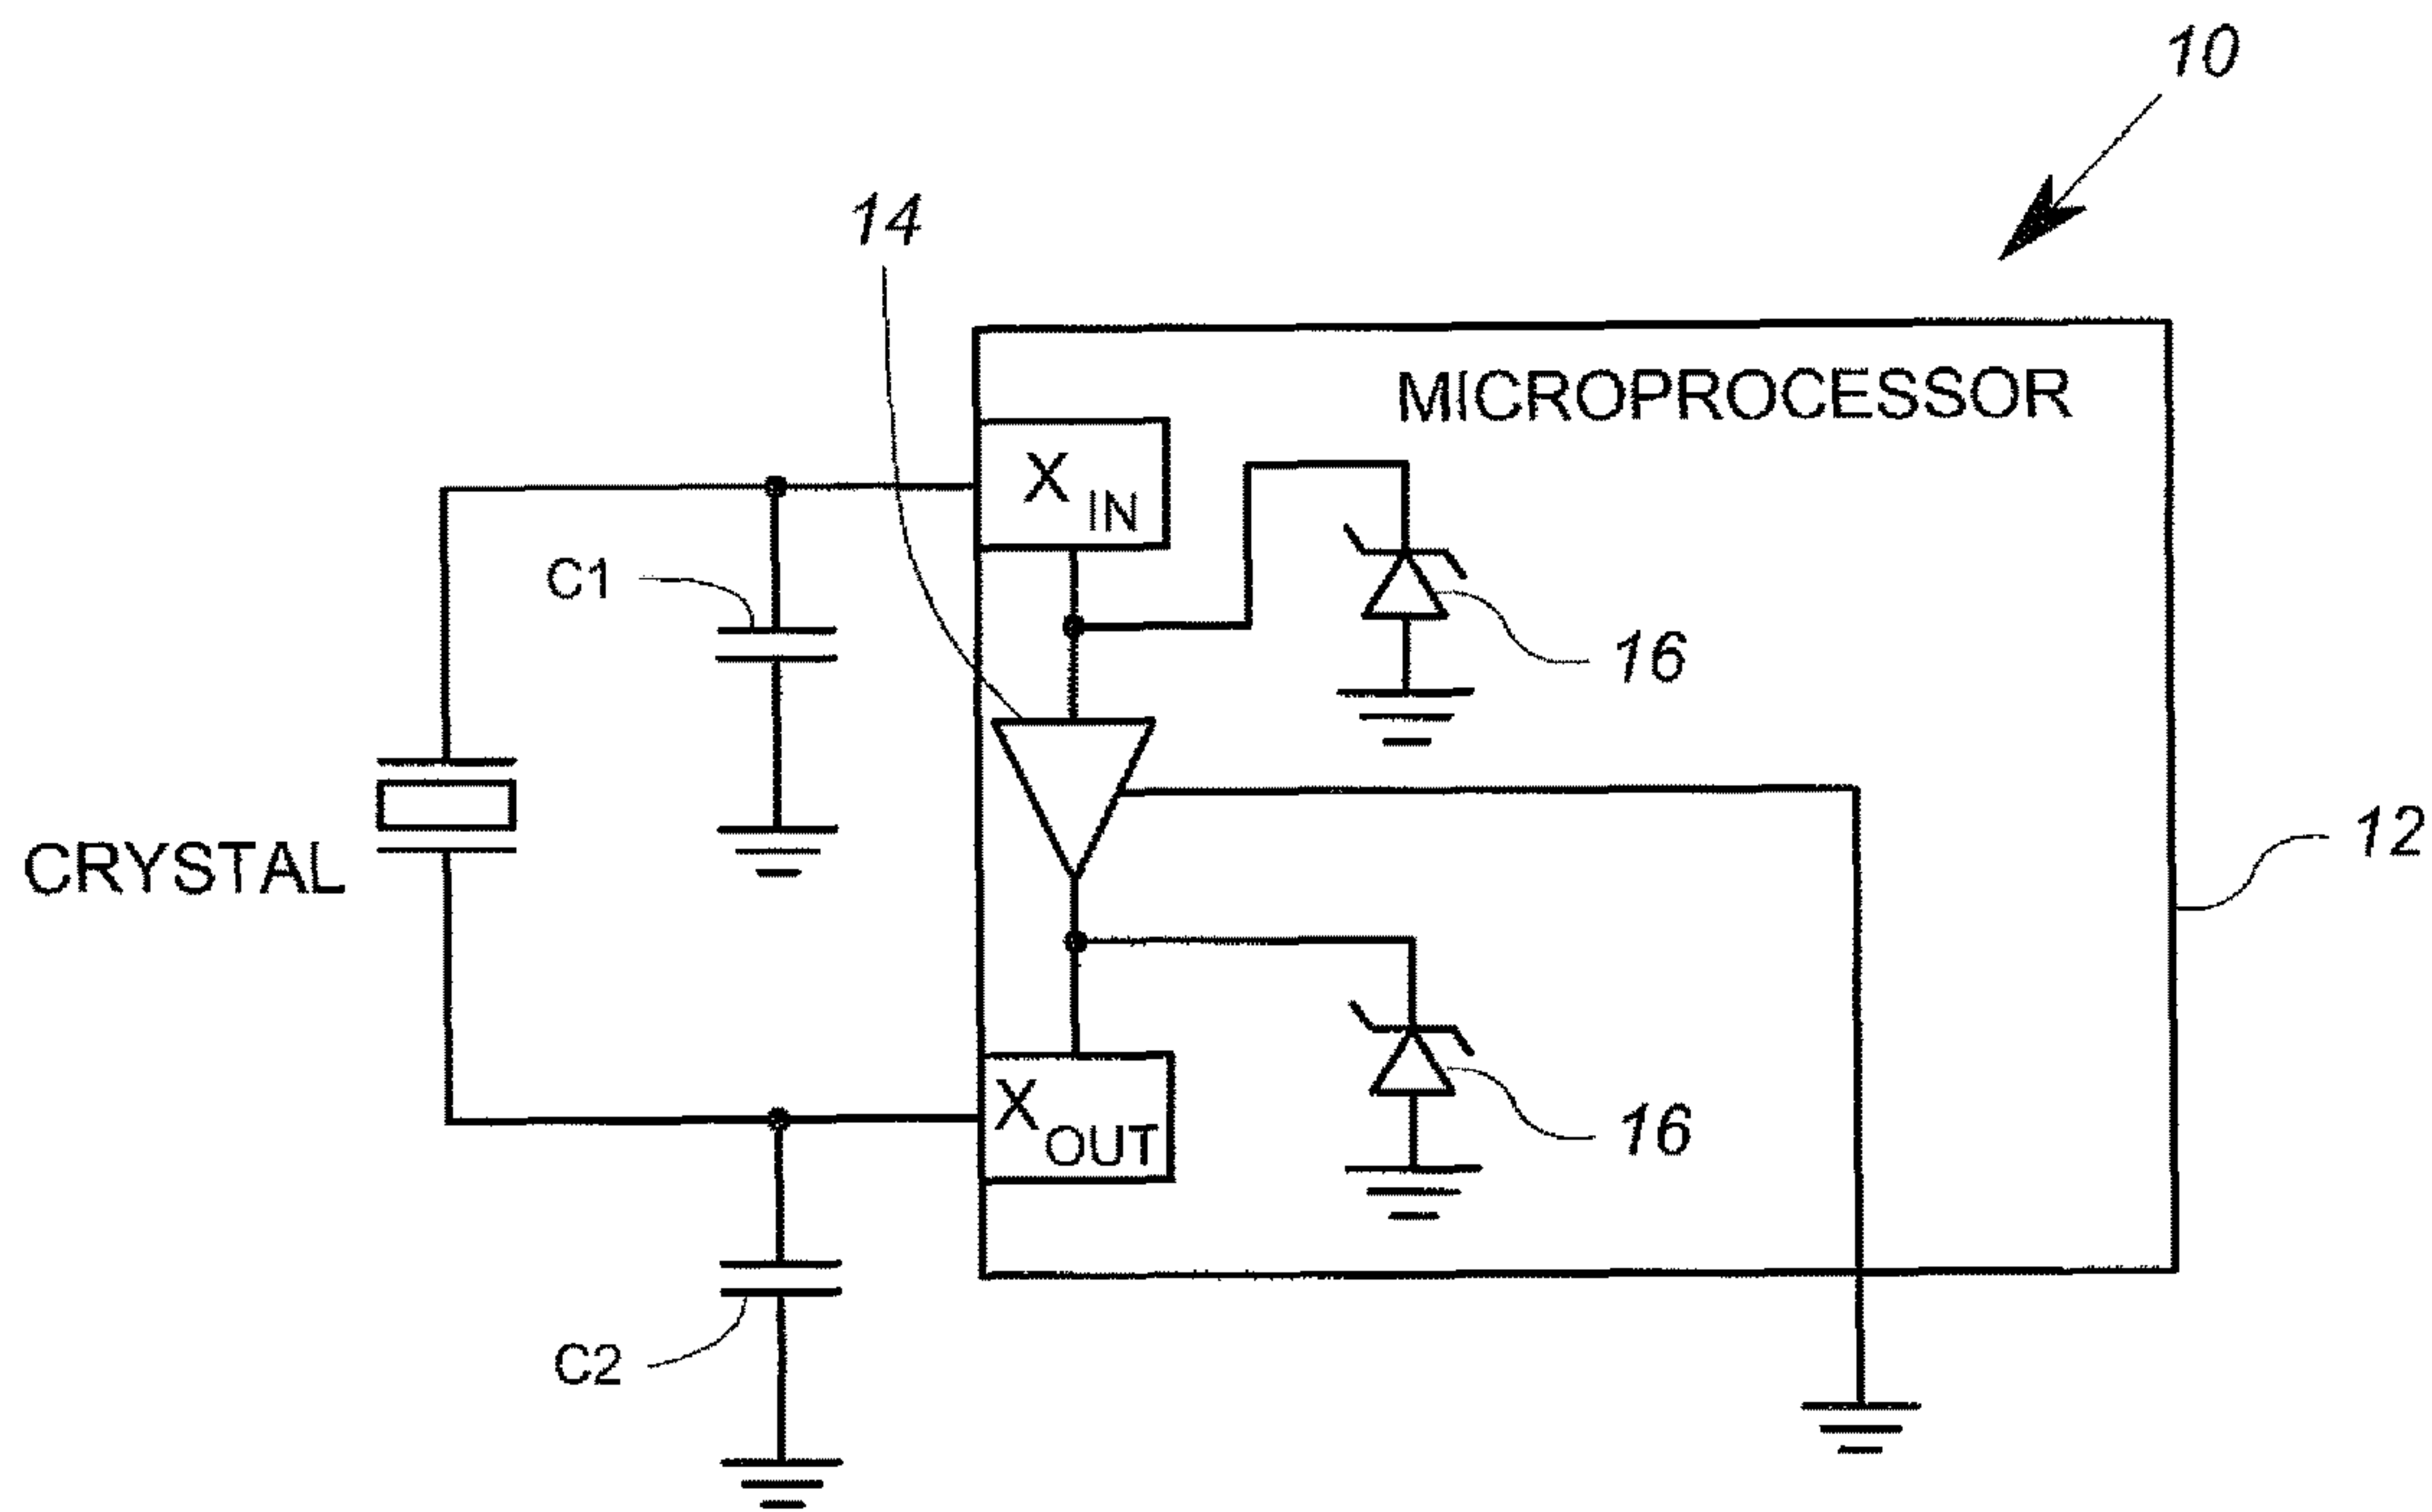 10
14
MICROPROCESSOR
X IN
C1
16
12
CRYSTAL
X OUT
16
C2